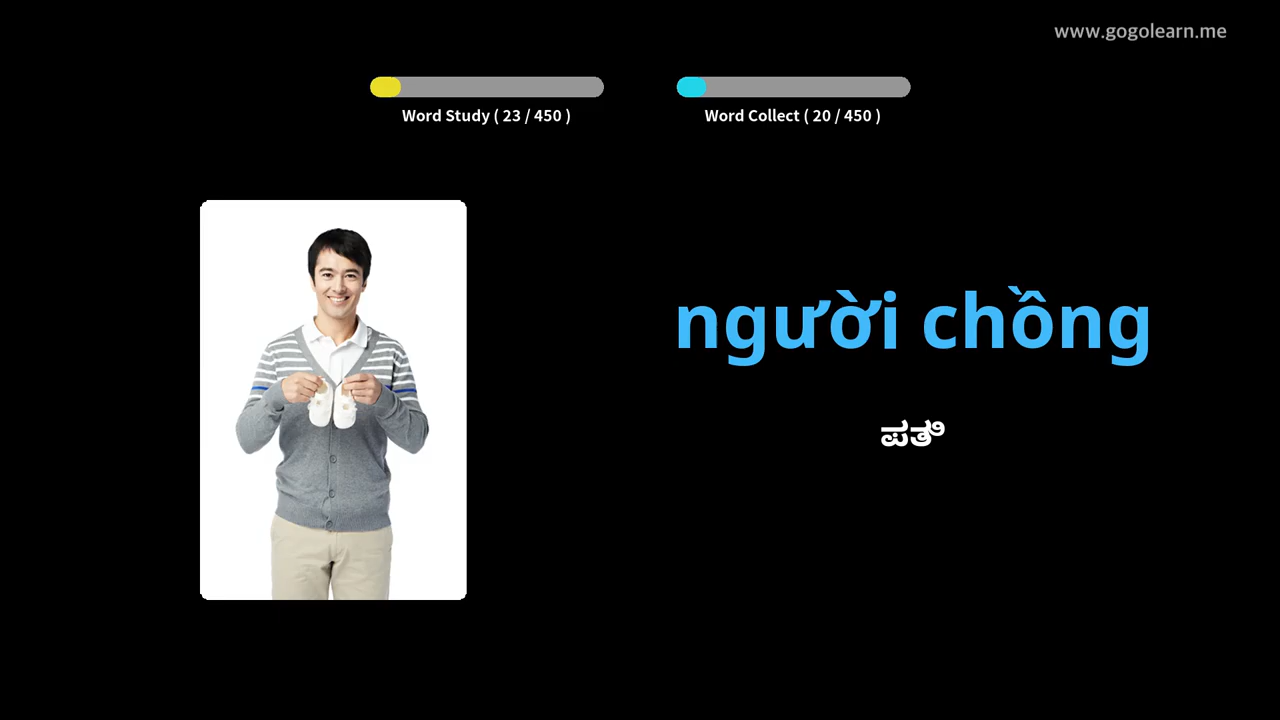 www.gogolearn.me
Word Study ( 23 / 450 )
Word Collect ( 20 / 450 )
người chồng
ಪತಿ